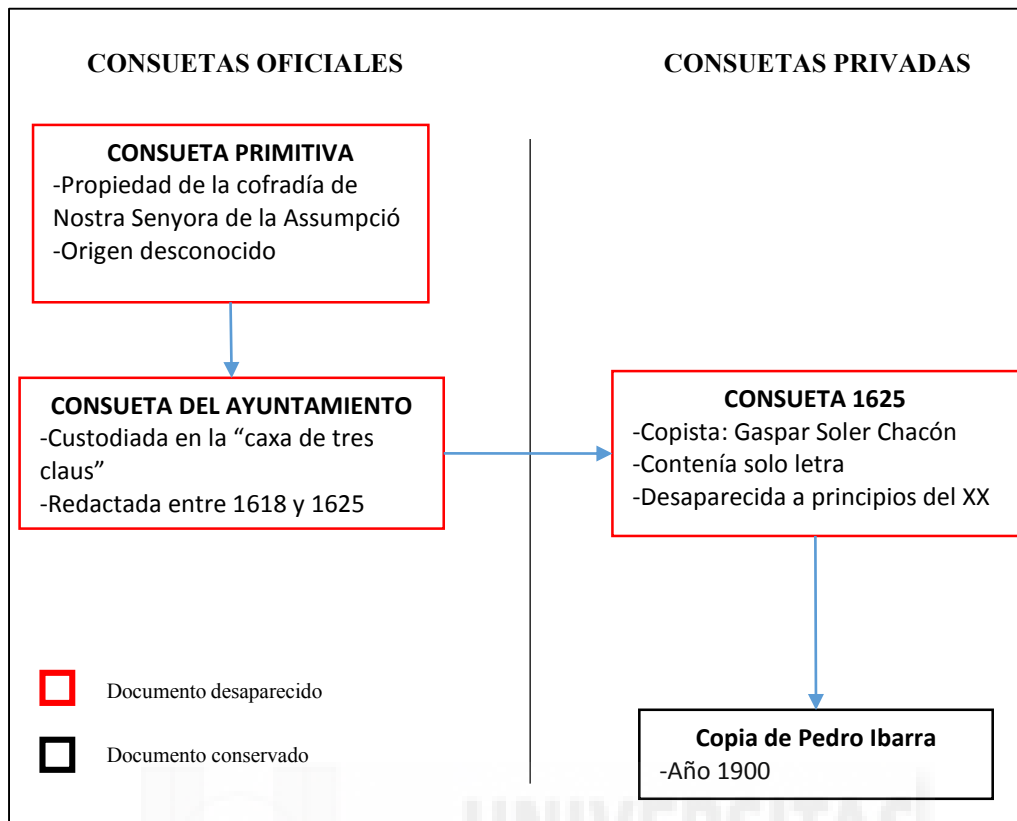 CONSUETAS OFICIALES
CONSUETAS PRIVADAS
CONSUETA PRIMITIVA
-Propiedad de la cofradía de
Nostra Senyora de la Assumpció
-Origen desconocido
CONSUETA DEL AYUNTAMIENTO
-Custodiada en la “caxa de tres
claus”
-Redactada entre 1618 y 1625
CONSUETA 1625
-Copista: Gaspar Soler Chacón
-Contenía solo letra
-Desaparecida a principios del XX
Documento desaparecido
Documento conservado
Copia de Pedro Ibarra
-Año 1900
UNIVERSITAS